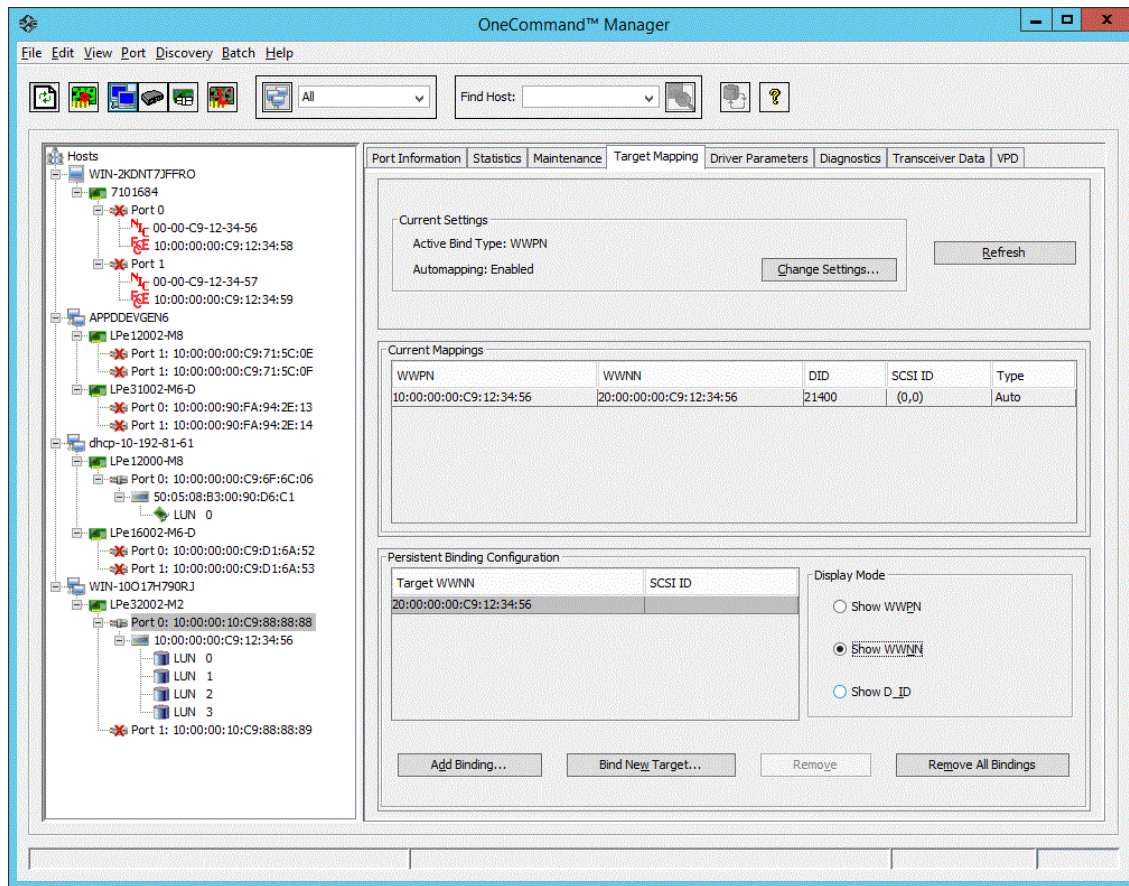 OneCommand™ Manager
File Edit View Port Discovery Batch Help
All
Find Host:
Hosts
WIN-2KDNT7JFFRO
7101684
Port 0
NIC 00-00-C9-12-34-56
FCoE 10:00:00:00:C9:12:34:58
Port 1
NIC 00-00-C9-12-34-57
FCoE 10:00:00:00:C9:12:34:59
APPDDEVGEN6
LPe12002-M8
Port 1: 10:00:00:00:C9:71:5C:0E
Port 1: 10:00:00:00:C9:71:5C:0F
LPe31002-M6-D
Port 0: 10:00:00:90:FA:94:2E:13
Port 1: 10:00:00:90:FA:94:2E:14
dhcp-10-192-81-61
LPe12000-M8
Port 0: 10:00:00:00:C9:6F:6C:06
50:05:08:B3:00:90:D6:C1
LUN 0
LPe16002-M6-D
Port 0: 10:00:00:00:C9:D1:6A:52
Port 1: 10:00:00:00:C9:D1:6A:53
WIN-10O17H790RJ
LPe32002-M2
Port 0: 10:00:00:10:C9:88:88:88
10:00:00:00:C9:12:34:56
LUN 0
LUN 1
LUN 2
LUN 3
Port 1: 10:00:00:10:C9:88:88:89
Port Information Statistics Maintenance Target Mapping Driver Parameters Diagnostics Transceiver Data VPD
Current Settings
Active Bind Type: WWPN
Automapping: Enabled
Change Settings...
Refresh
Current Mappings
WWPN WWNN DID SCSI ID Type
10:00:00:00:C9:12:34:56 20:00:00:00:C9:12:34:56 21400 (0,0) Auto
Persistent Binding Configuration
Target WWNN SCSI ID
20:00:00:00:C9:12:34:56
Display Mode
Show WWPN
Show WWNN
Show D_ID
Add Binding... Bind New Target... Remove Remove All Bindings